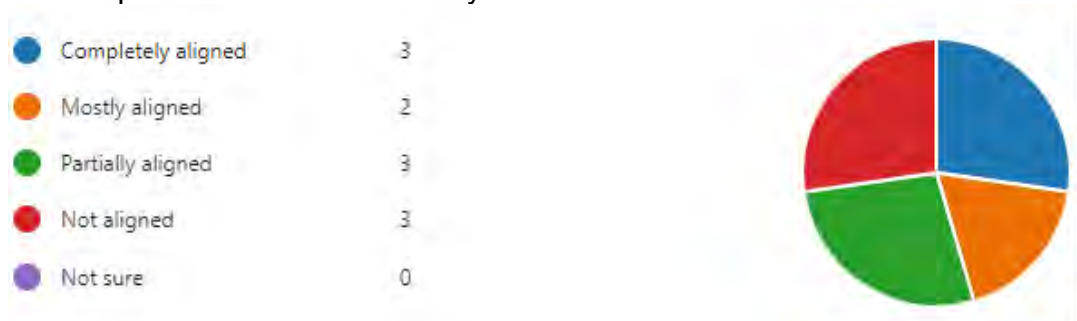 Completely aligned 3
Mostly aligned 2
Partially aligned 3
Not aligned 3
Not sure 0